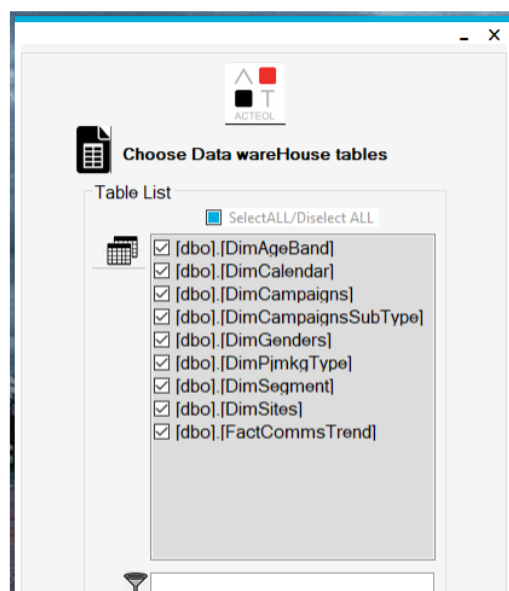 ACTEOL
Choose Data wareHouse tables
Table List
SelectALL/Diselect ALL
[dbo].[DimAgeBand]
[dbo].[DimCalendar]
[dbo].[DimCampaigns]
[dbo].[DimCampaignsSubType]
[dbo].[DimGenders]
[dbo].[DimPjmkgType]
[dbo].[DimSegment]
[dbo].[DimSites]
[dbo].[FactCommsTrend]